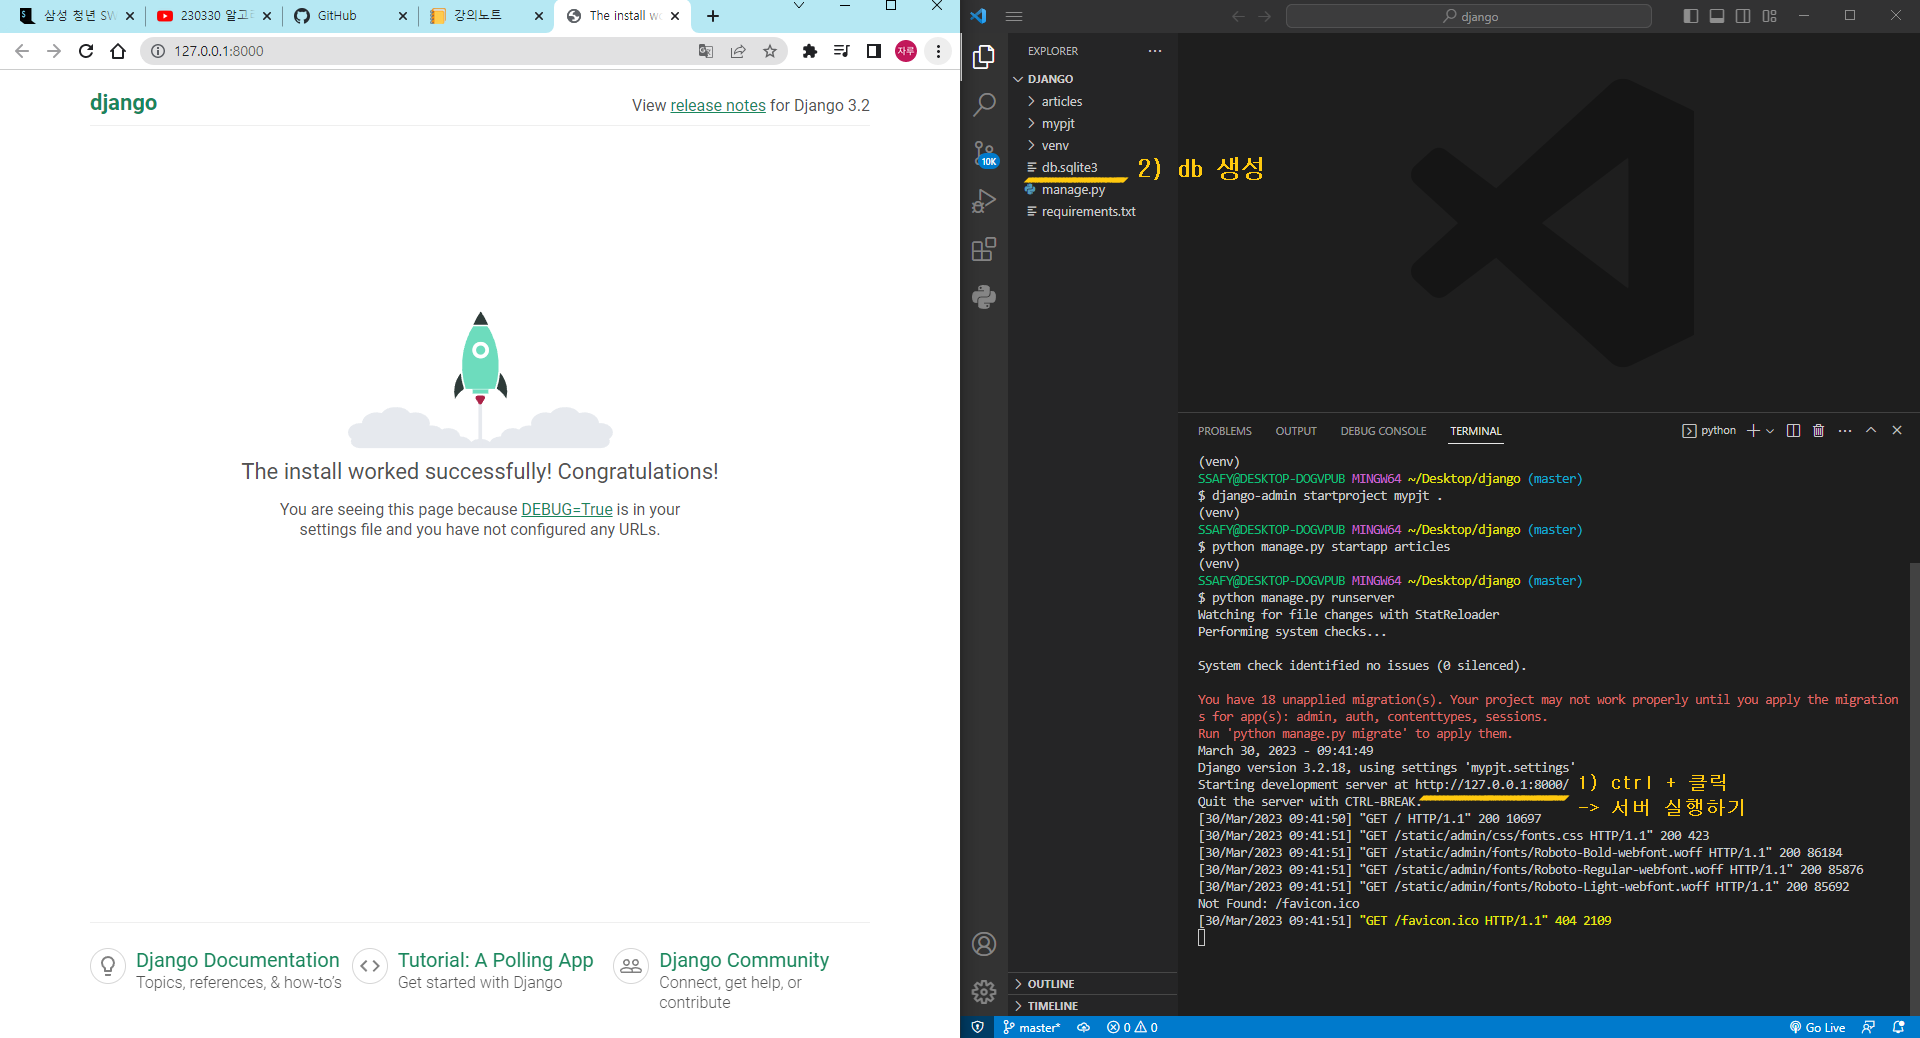 삼성 청년 SW
230330 알고
GitHub
강의노트
The install wo
127.0.0.1:8000
자루
django
View release notes for Django 3.2
The install worked successfully! Congratulations!
You are seeing this page because DEBUG=True is in your
settings file and you have not configured any URLs.
Django Documentation
Topics, references, & how-to's
Tutorial: A Polling App
Get started with Django
Django Community
Connect, get help, or
contribute
django
EXPLORER
DJANGO
articles
mypjt
venv
db.sqlite3
2) db 생성
manage.py
requirements.txt
10K
PROBLEMS
OUTPUT
DEBUG CONSOLE
TERMINAL
python
(venv)
SSAFY@DESKTOP-DOGVPUB MINGW64 ~/Desktop/django (master)
$ django-admin startproject mypjt .
(venv)
SSAFY@DESKTOP-DOGVPUB MINGW64 ~/Desktop/django (master)
$ python manage.py startapp articles
(venv)
SSAFY@DESKTOP-DOGVPUB MINGW64 ~/Desktop/django (master)
$ python manage.py runserver
Watching for file changes with StatReloader
Performing system checks...
System check identified no issues (0 silenced).
You have 18 unapplied migration(s). Your project may not work properly until you apply the migration
s for app(s): admin, auth, contenttypes, sessions.
Run 'python manage.py migrate' to apply them.
March 30, 2023 - 09:41:49
Django version 3.2.18, using settings 'mypjt.settings'
Starting development server at http://127.0.0.1:8000/
1) ctrl + 클릭
Quit the server with CTRL-BREAK.
-> 서버 실행하기
[30/Mar/2023 09:41:50] "GET / HTTP/1.1" 200 10697
[30/Mar/2023 09:41:51] "GET /static/admin/css/fonts.css HTTP/1.1" 200 423
[30/Mar/2023 09:41:51] "GET /static/admin/fonts/Roboto-Bold-webfont.woff HTTP/1.1" 200 86184
[30/Mar/2023 09:41:51] "GET /static/admin/fonts/Roboto-Regular-webfont.woff HTTP/1.1" 200 85876
[30/Mar/2023 09:41:51] "GET /static/admin/fonts/Roboto-Light-webfont.woff HTTP/1.1" 200 85692
Not Found: /favicon.ico
[30/Mar/2023 09:41:51] "GET /favicon.ico HTTP/1.1" 404 2109
OUTLINE
TIMELINE
master*
0
0
Go Live